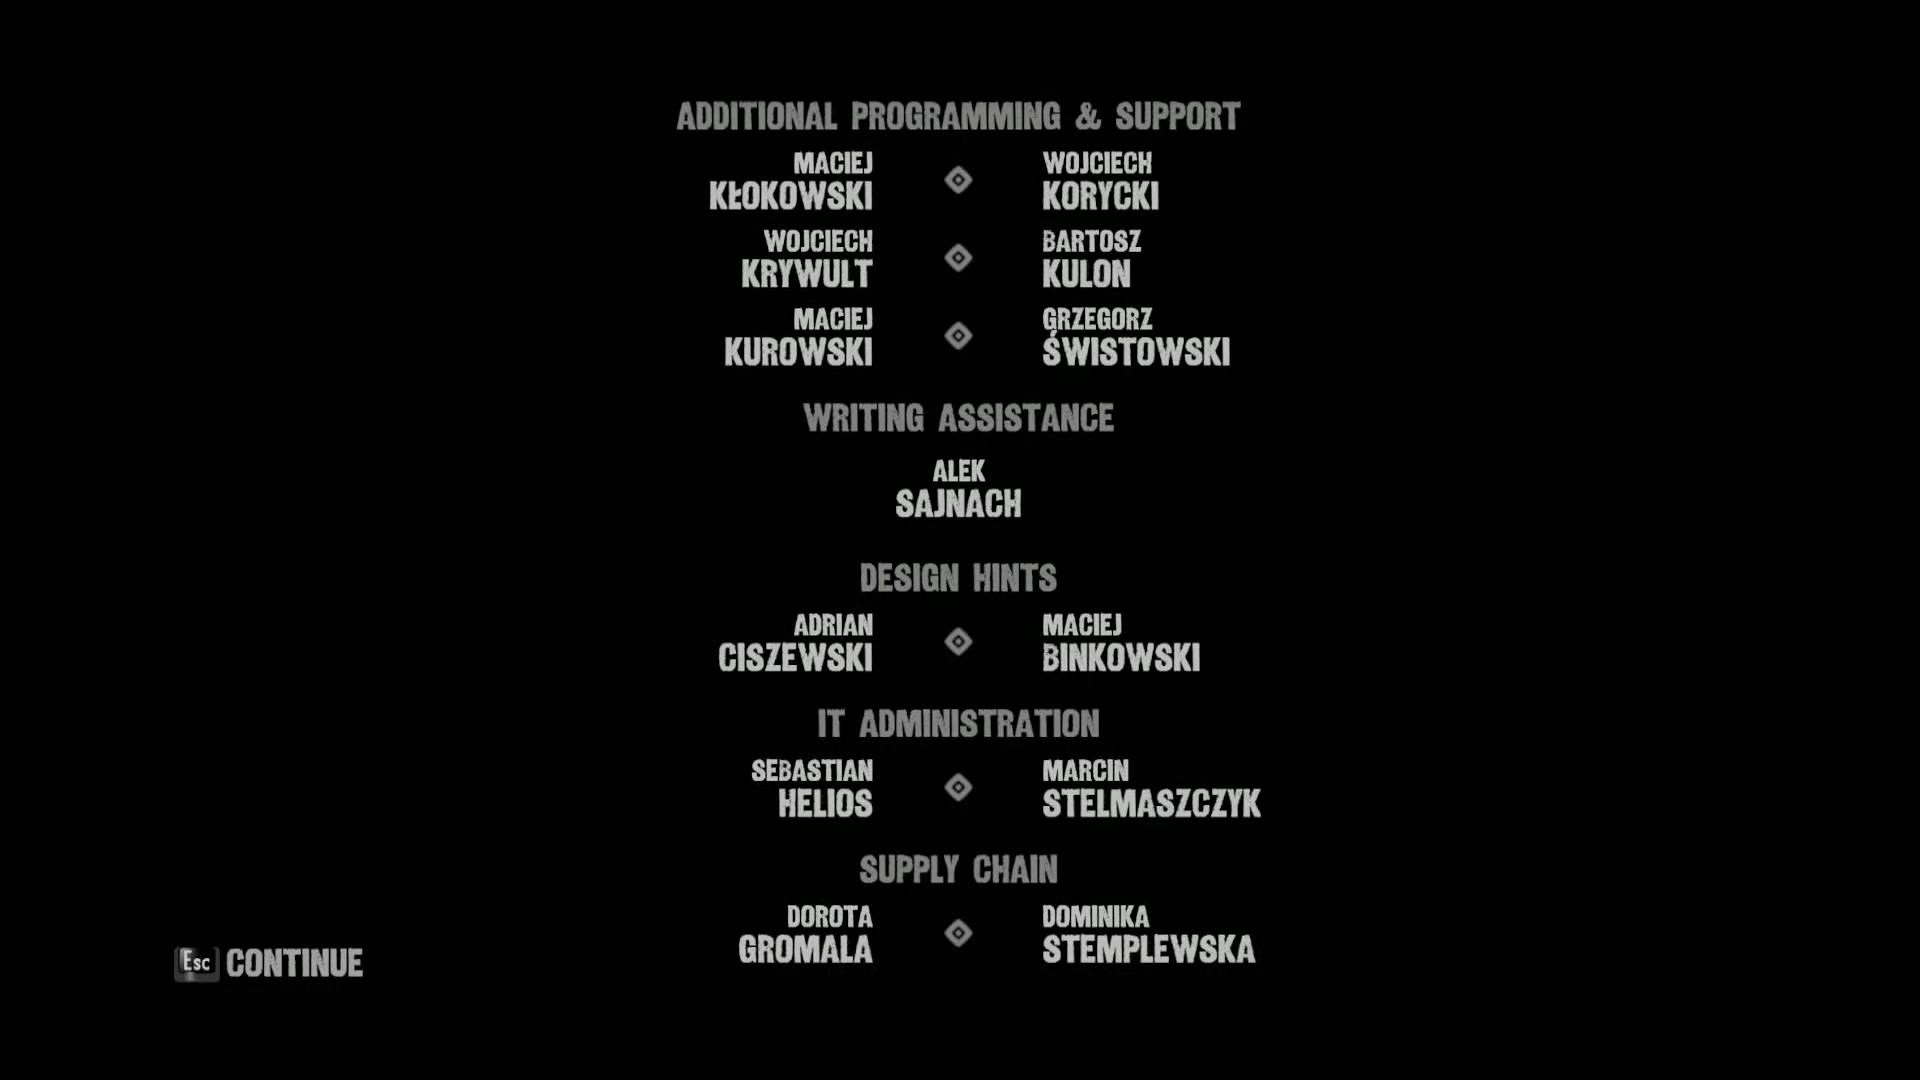 ADDITIONAL PROGRAMMING & SUPPORT
MACIEJ
KŁOKOWSKI
WOJCIECH
KORYCKI
WOJCIECH
KRYWULT
BARTOSZ
KULON
MACIEJ
KUROWSKI
GRZEGORZ
ŚWISTOWSKI
WRITING ASSISTANCE
ALEK
SAJNACH
DESIGN HINTS
ADRIAN
CISZEWSKI
MACIEJ
BINKOWSKI
IT ADMINISTRATION
SEBASTIAN
HELIOS
MARCIN
STELMASZCZYK
SUPPLY CHAIN
DOROTA
GROMALA
DOMINIKA
STEMPLEWSKA
Esc CONTINUE